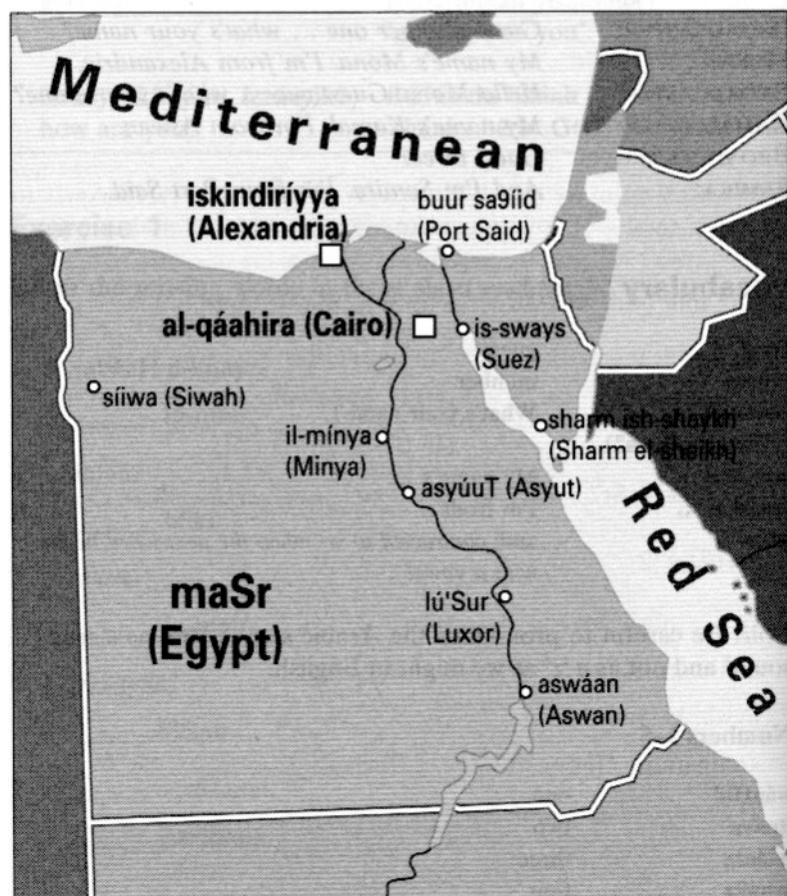 Mediterranean
iskindiríyya
(Alexandria)
buur sa9íid
(Port Said)
al-qáahira (Cairo)
is-sways
(Suez)
síiwa (Siwah)
sharm ish-shaykh
(Sharm el-sheikh)
il-mínya
(Minya)
asyúuT (Asyut)
Red Sea
maSr
(Egypt)
lú'Sur
(Luxor)
aswáan
(Aswan)